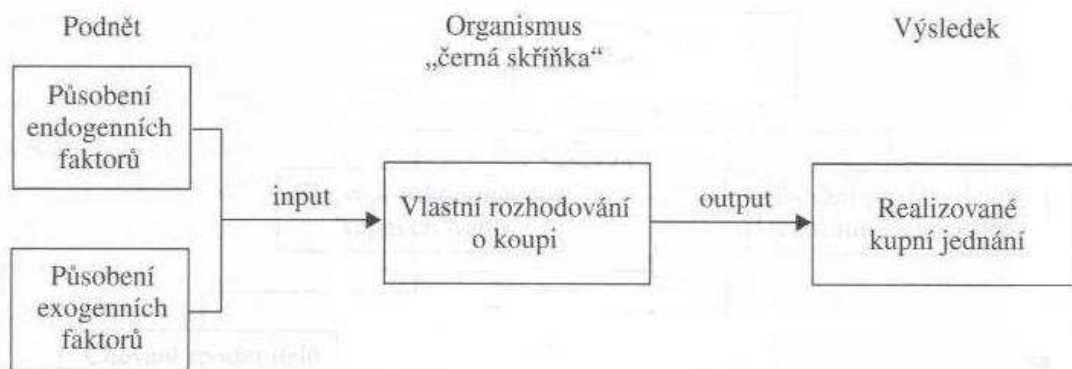 Podnět
Organismus
„černá skříňka“
Výsledek
Působení
endogenních
faktorů
Působení
exogenních
faktorů
input
Vlastní rozhodování
o koupi
output
Realizované
kupní jednání